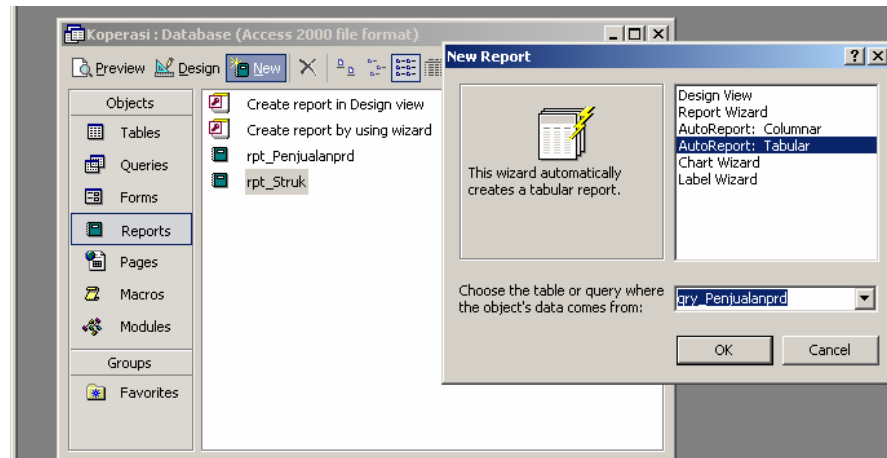 Koperasi : Database (Access 2000 file format)
Preview Design New
Objects
Tables
Queries
Forms
Reports
Pages
Macros
Modules
Groups
Favorites
Create report in Design view
Create report by using wizard
rpt_Penjualanprd
rpt_Struk
New Report
This wizard automatically
creates a tabular report.
Design View
Report Wizard
AutoReport: Columnar
AutoReport: Tabular
Chart Wizard
Label Wizard
Choose the table or query where
the object's data comes from:
qry_Penjualanprd
OK Cancel